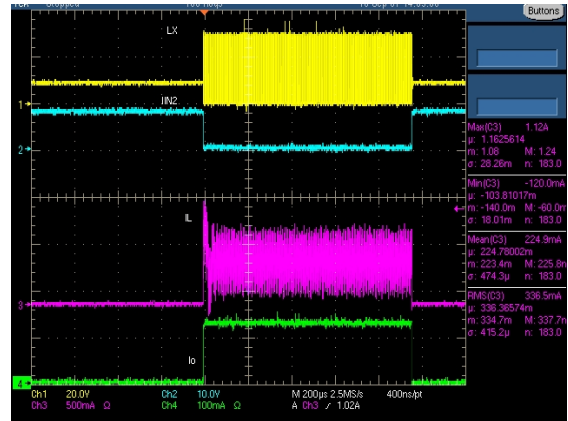 Buttons
LX
1
IIN2
2
Max(C3) 1.12A
µ: 1.1625614
m: 1.08 M: 1.24
σ: 28.26m n: 183.0
Min(C3) -120.0mA
µ: -103.81017m
m: -140.0m M: -60.0m
σ: 18.01m n: 183.0
IL
Mean(C3) 224.9mA
µ: 224.78002m
m: 223.4m M: 225.8m
σ: 474.3µ n: 183.0
RMS(C3) 336.5mA
µ: 336.36574m
m: 334.7m M: 337.7m
σ: 415.2µ n: 183.0
3
Io
4
Ch1 20.0V Ch2 10.0V M 200µs 2.5MS/s 400ns/pt
Ch3 500mA Ω Ch4 100mA Ω A Ch3 ∕ 1.02A